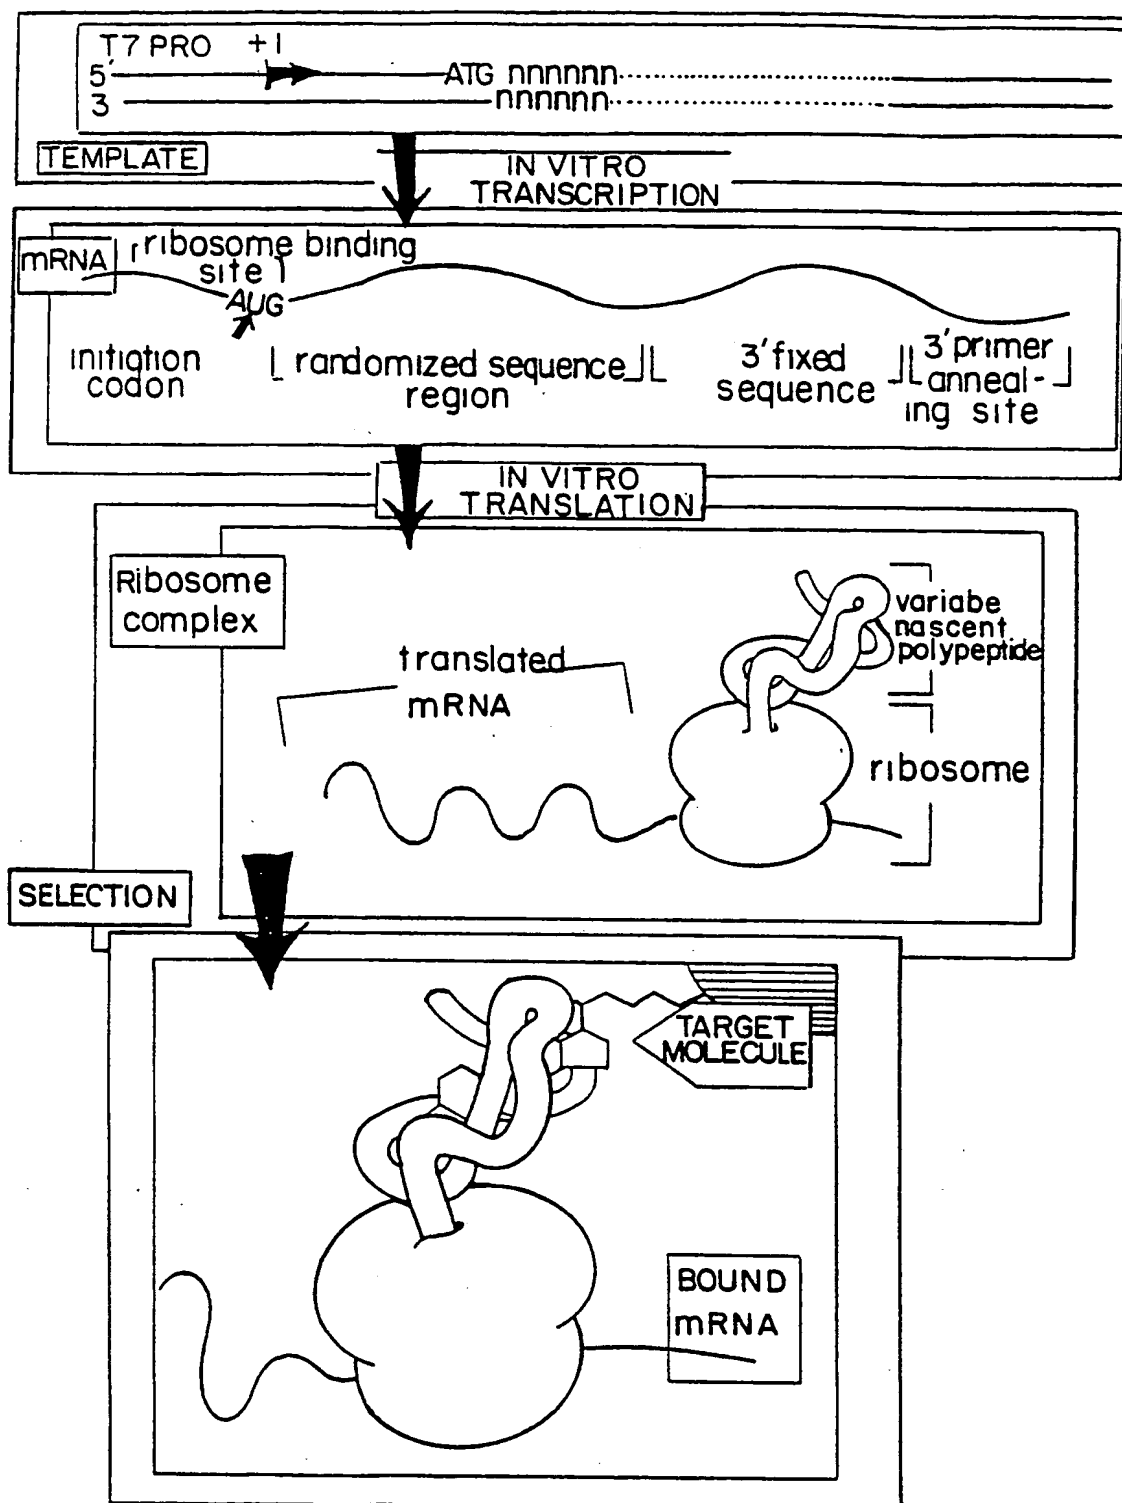 T7 PRO +1
5' ATG nnnnnn
3 nnnnnn
TEMPLATE
IN VITRO
TRANSCRIPTION
mRNA
ribosome binding
site
AUG
initiation
codon
randomized sequence
region
3' fixed
sequence
3' primer
anneal-
ing site
IN VITRO
TRANSLATION
Ribosome
complex
translated
mRNA
variabe
nascent
polypeptide
ribosome
SELECTION
TARGET
MOLECULE
BOUND
mRNA